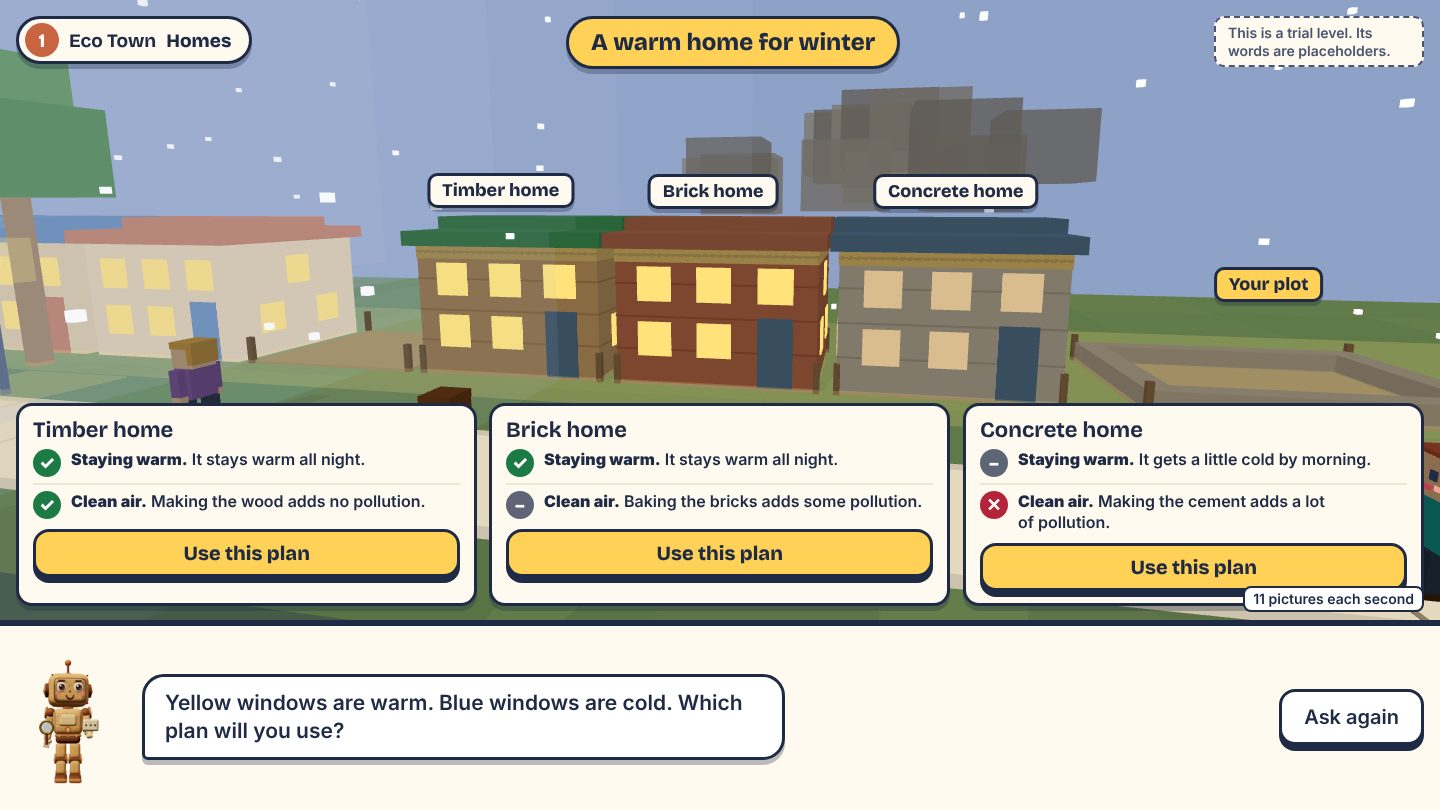 1 Eco Town Homes
A warm home for winter
This is a trial level. Its
words are placeholders.
Timber home
Brick home
Concrete home
Your plot
Timber home
Staying warm. It stays warm all night.
Clean air. Making the wood adds no pollution.
Use this plan
Brick home
Staying warm. It stays warm all night.
Clean air. Baking the bricks adds some pollution.
Use this plan
Concrete home
Staying warm. It gets a little cold by morning.
Clean air. Making the cement adds a lot
of pollution.
Use this plan
11 pictures each second
Yellow windows are warm. Blue windows are cold. Which
plan will you use?
Ask again